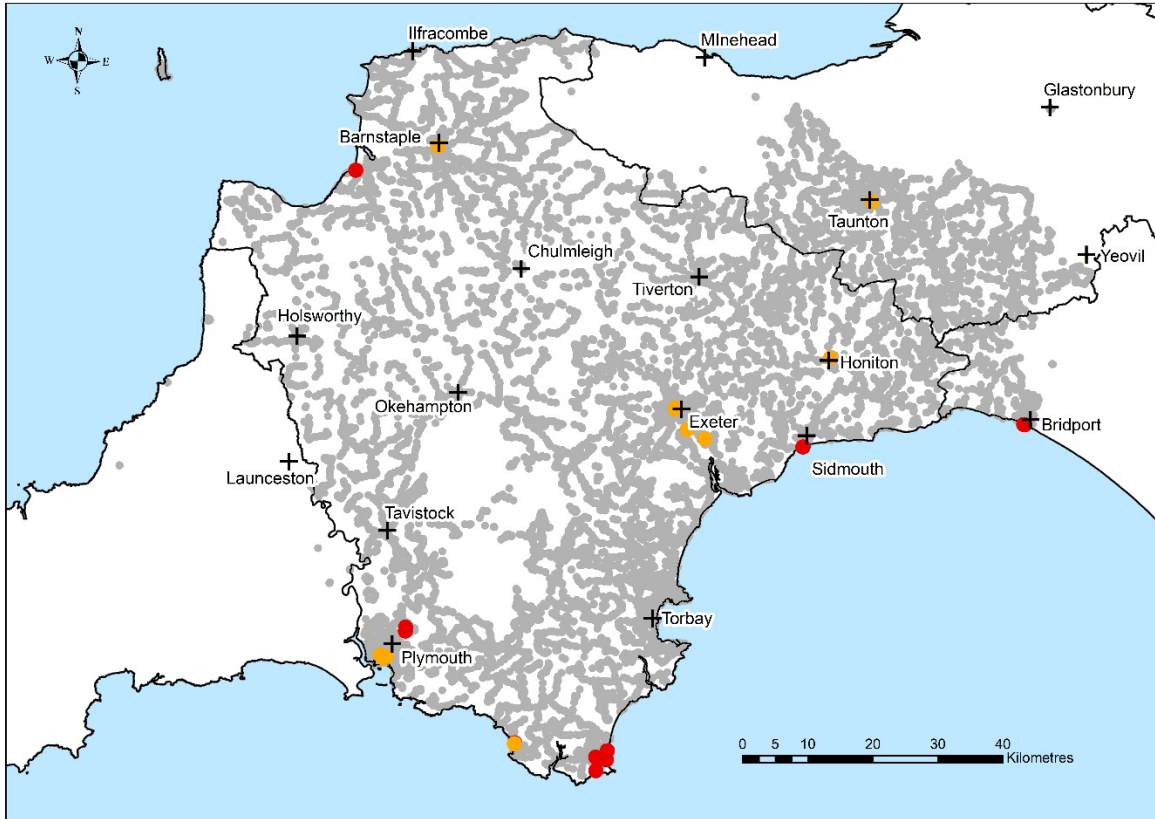 Ilfracombe
MInehead
N
W E
S
Glastonbury
Barnstaple
Taunton
Chulmleigh
Yeovil
Tiverton
Holsworthy
Honiton
Okehampton
Exeter
Bridport
Sidmouth
Launceston
Tavistock
Torbay
Plymouth
0 5 10 20 30 40
Kilometres